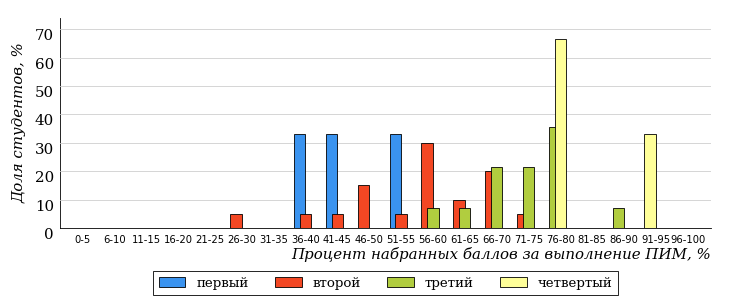 Доля студентов, %
70
60
50
40
30
20
10
0
0-5 6-10 11-15 16-20 21-25 26-30 31-35 36-40 41-45 46-50 51-55 56-60 61-65 66-70 71-75 76-80 81-85 86-90 91-95 96-100
Процент набранных баллов за выполнение ПИМ, %
первый второй третий четвертый